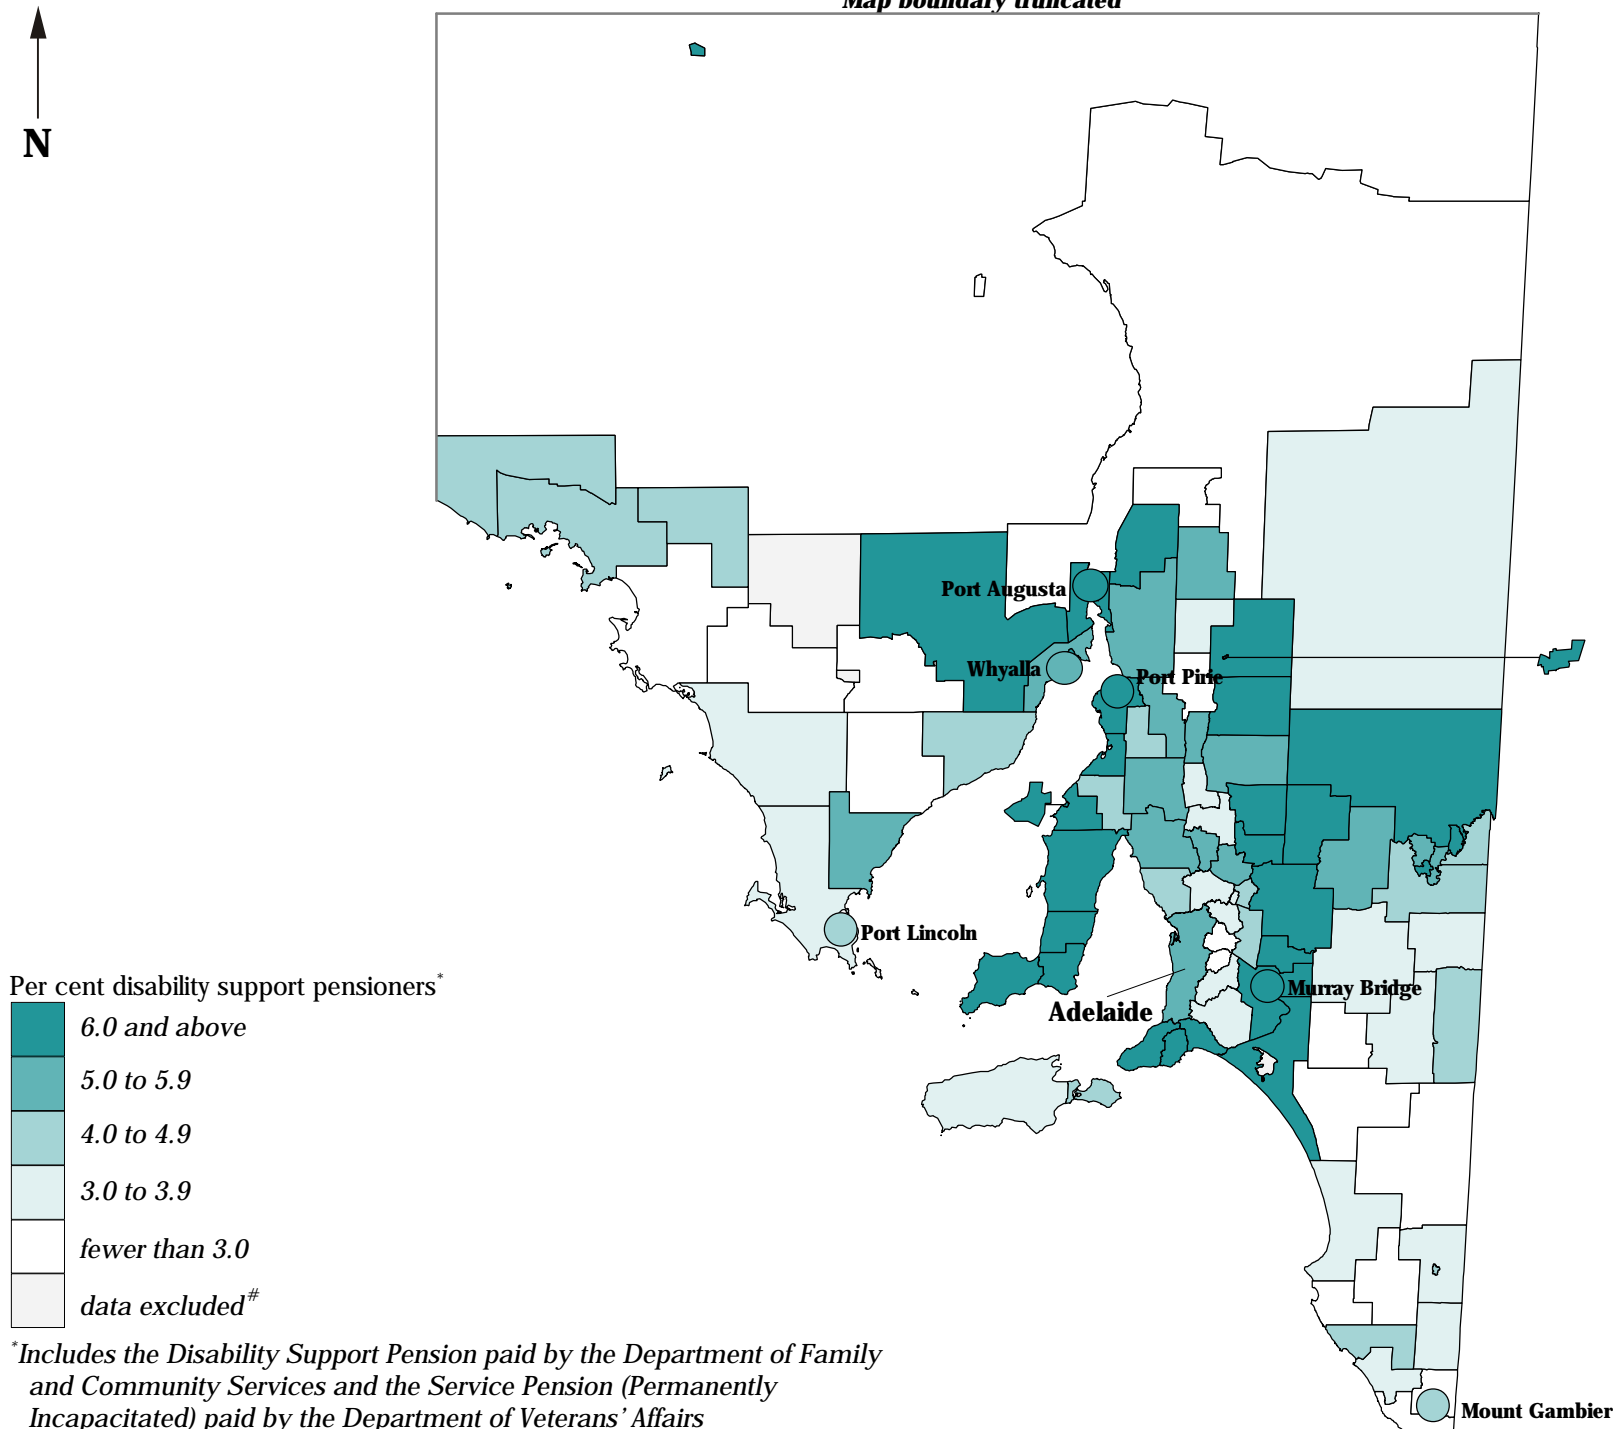 Map boundary truncated
N
Port Augusta
Whyalla
Port Pirie
Port Lincoln
Murray Bridge
Adelaide
Per cent disability support pensioners*
6.0 and above
5.0 to 5.9
4.0 to 4.9
3.0 to 3.9
fewer than 3.0
data excluded#
*Includes the Disability Support Pension paid by the Department of Family
and Community Services and the Service Pension (Permanently
Incapacitated) paid by the Department of Veterans' Affairs
Mount Gambier